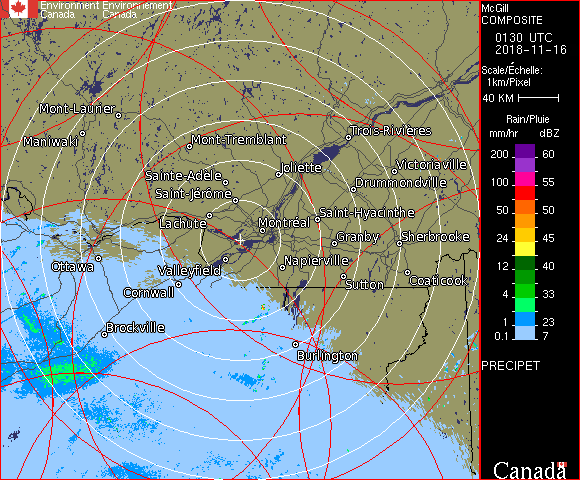 Environment Environnement
Canada Canada
McGill
COMPOSITE
0130 UTC
2018-11-16
Scale/Échelle:
1km/Pixel
40 KM
Rain/Pluie
mm/hr dBZ
200 60
100 55
75 53
50 50
24 45
12 40
4 33
1 23
0.1 7
PRECIPET
Canada
Mont-Laurier
Maniwaki
Mont-Tremblant
Trois-Rivières
Sainte-Adèle
Joliette
Victoriaville
Saint-Jérôme
Drummondville
Lachute
Montréal
Saint-Hyacinthe
Granby
Sherbrooke
Ottawa
Valleyfield
Napierville
Cornwall
Sutton
Coaticook
Brockville
Burlington